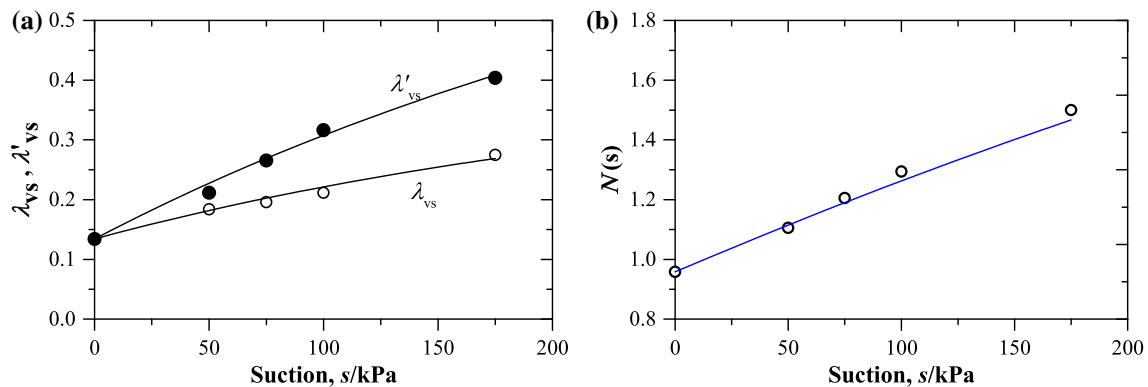 (a)
λvs , λ'vs
0.5
0.4
0.3
0.2
0.1
0.0
λ'vs
λvs
0 50 100 150 200
Suction, s/kPa
(b)
N(s)
1.8
1.6
1.4
1.2
1.0
0.8
0 50 100 150 200
Suction, s/kPa